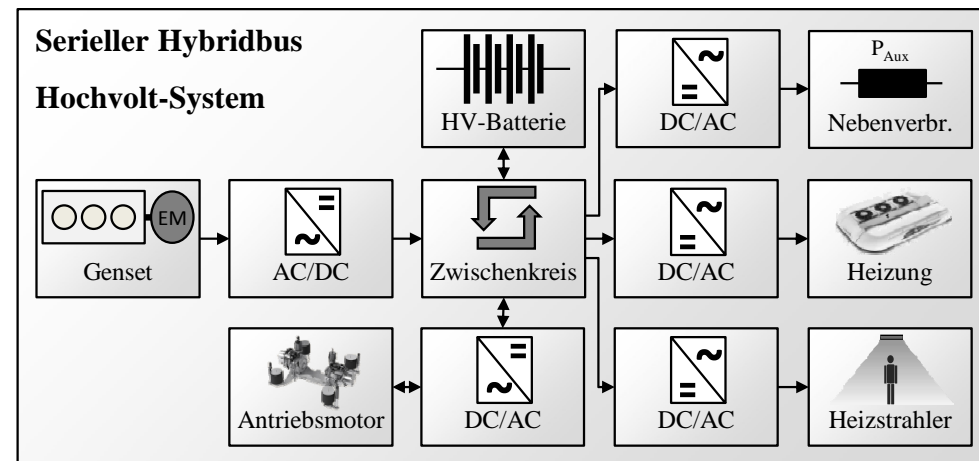 Serieller Hybridbus
Hochvolt-System
HV-Batterie
DC/AC
P_Aux
Nebenverbr.
EM
Genset
AC/DC
Zwischenkreis
DC/AC
Heizung
Antriebsmotor
DC/AC
DC/AC
Heizstrahler